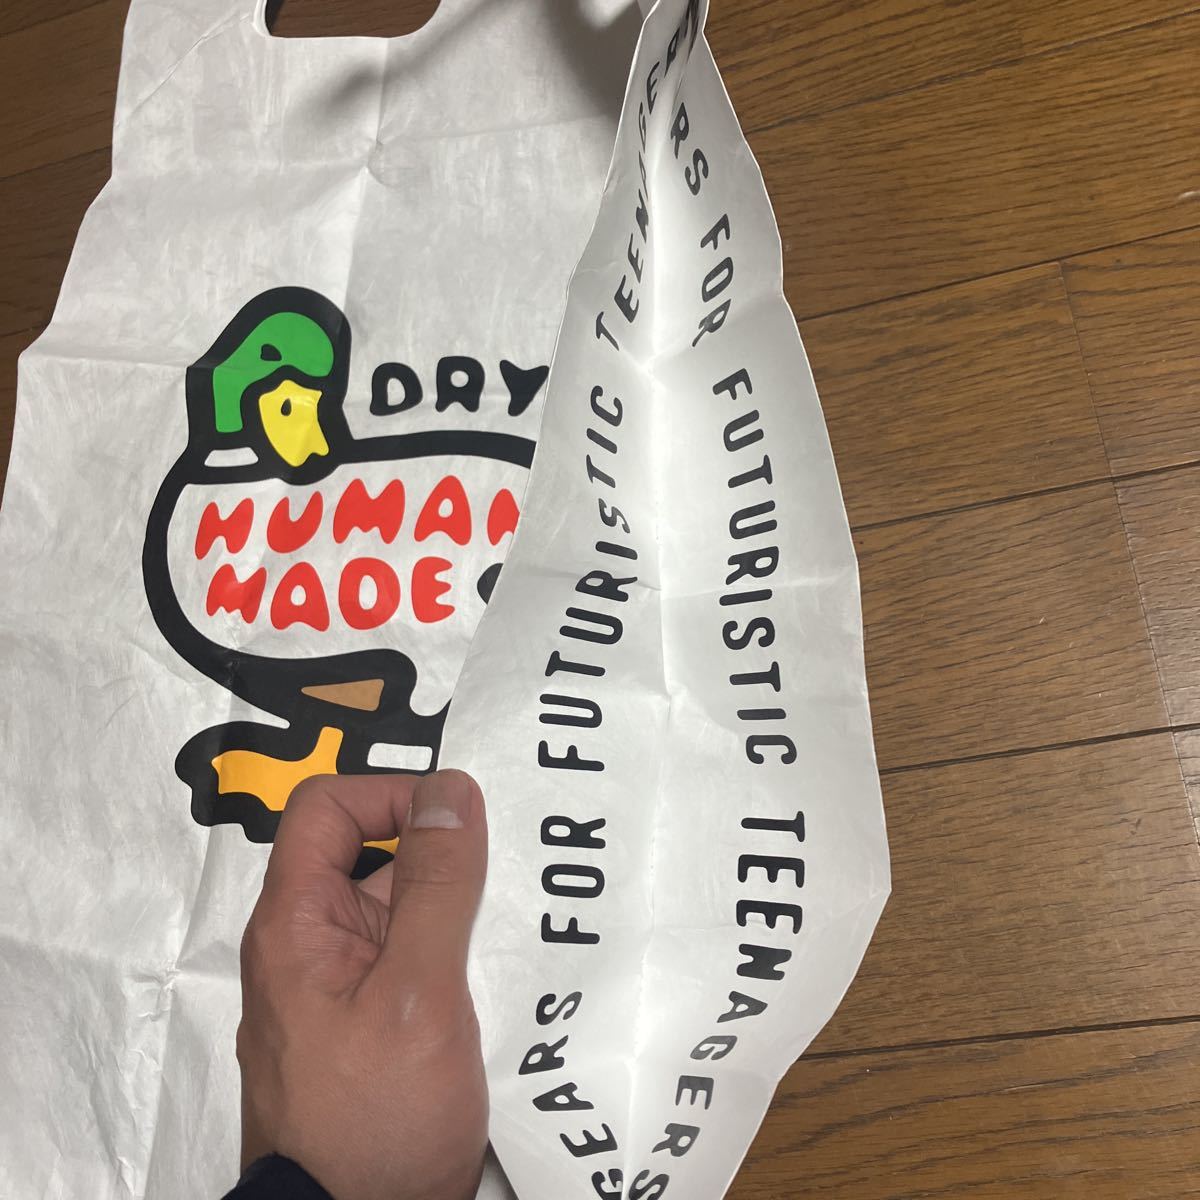 DRY
HUMAN
MADE
GEARS FOR FUTURISTIC TEENAGERS
GEARS FOR FUTURISTIC TEENAGERS